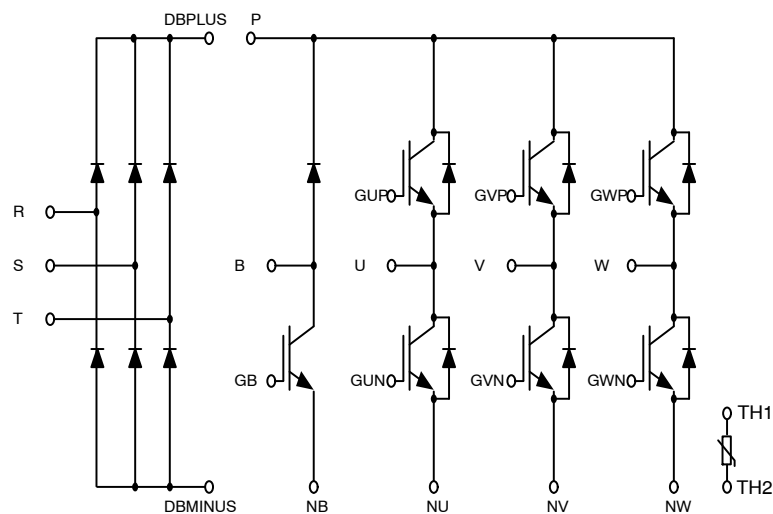 DBPLUS P
GUP GVP GWP
R
S B U V W
T
GB GUN GVN GWN
TH1
TH2
DBMINUS NB NU NV NW